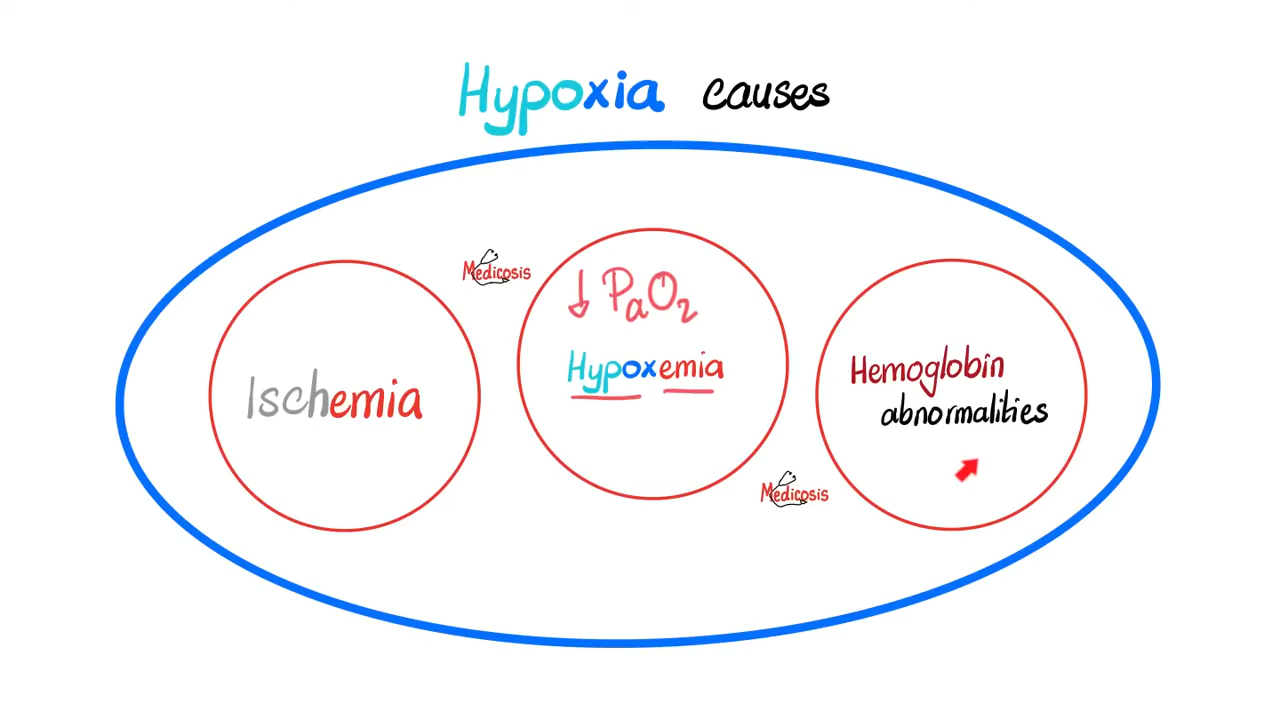 Hypoxia causes
Medicosis
↓ PaO2
Hypoxemia
Ischemia
Hemoglobin
abnormalities
Medicosis